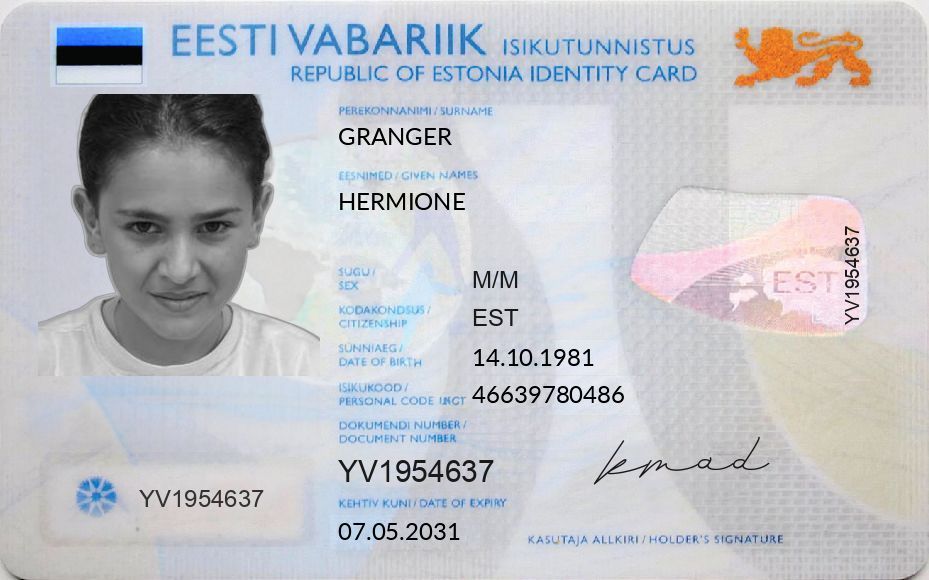 EESTI VABARIIK ISIKUTUNNISTUS
REPUBLIC OF ESTONIA IDENTITY CARD
PEREKONNANIMI / SURNAME
GRANGER
EESNIMED / GIVEN NAMES
HERMIONE
SUGU /
SEX
M/M
KODAKONDSUS /
CITIZENSHIP
EST
SÜNNIAEG /
DATE OF BIRTH
14.10.1981
ISIKUKOOD /
PERSONAL CODE
46639780486
DOKUMENDI NUMBER /
DOCUMENT NUMBER
YV1954637
KEHTIV KUNI / DATE OF EXPIRY
07.05.2031
YV1954637
EST
YV1954637
kmad
KASUTAJA ALLKIRI / HOLDER'S SIGNATURE